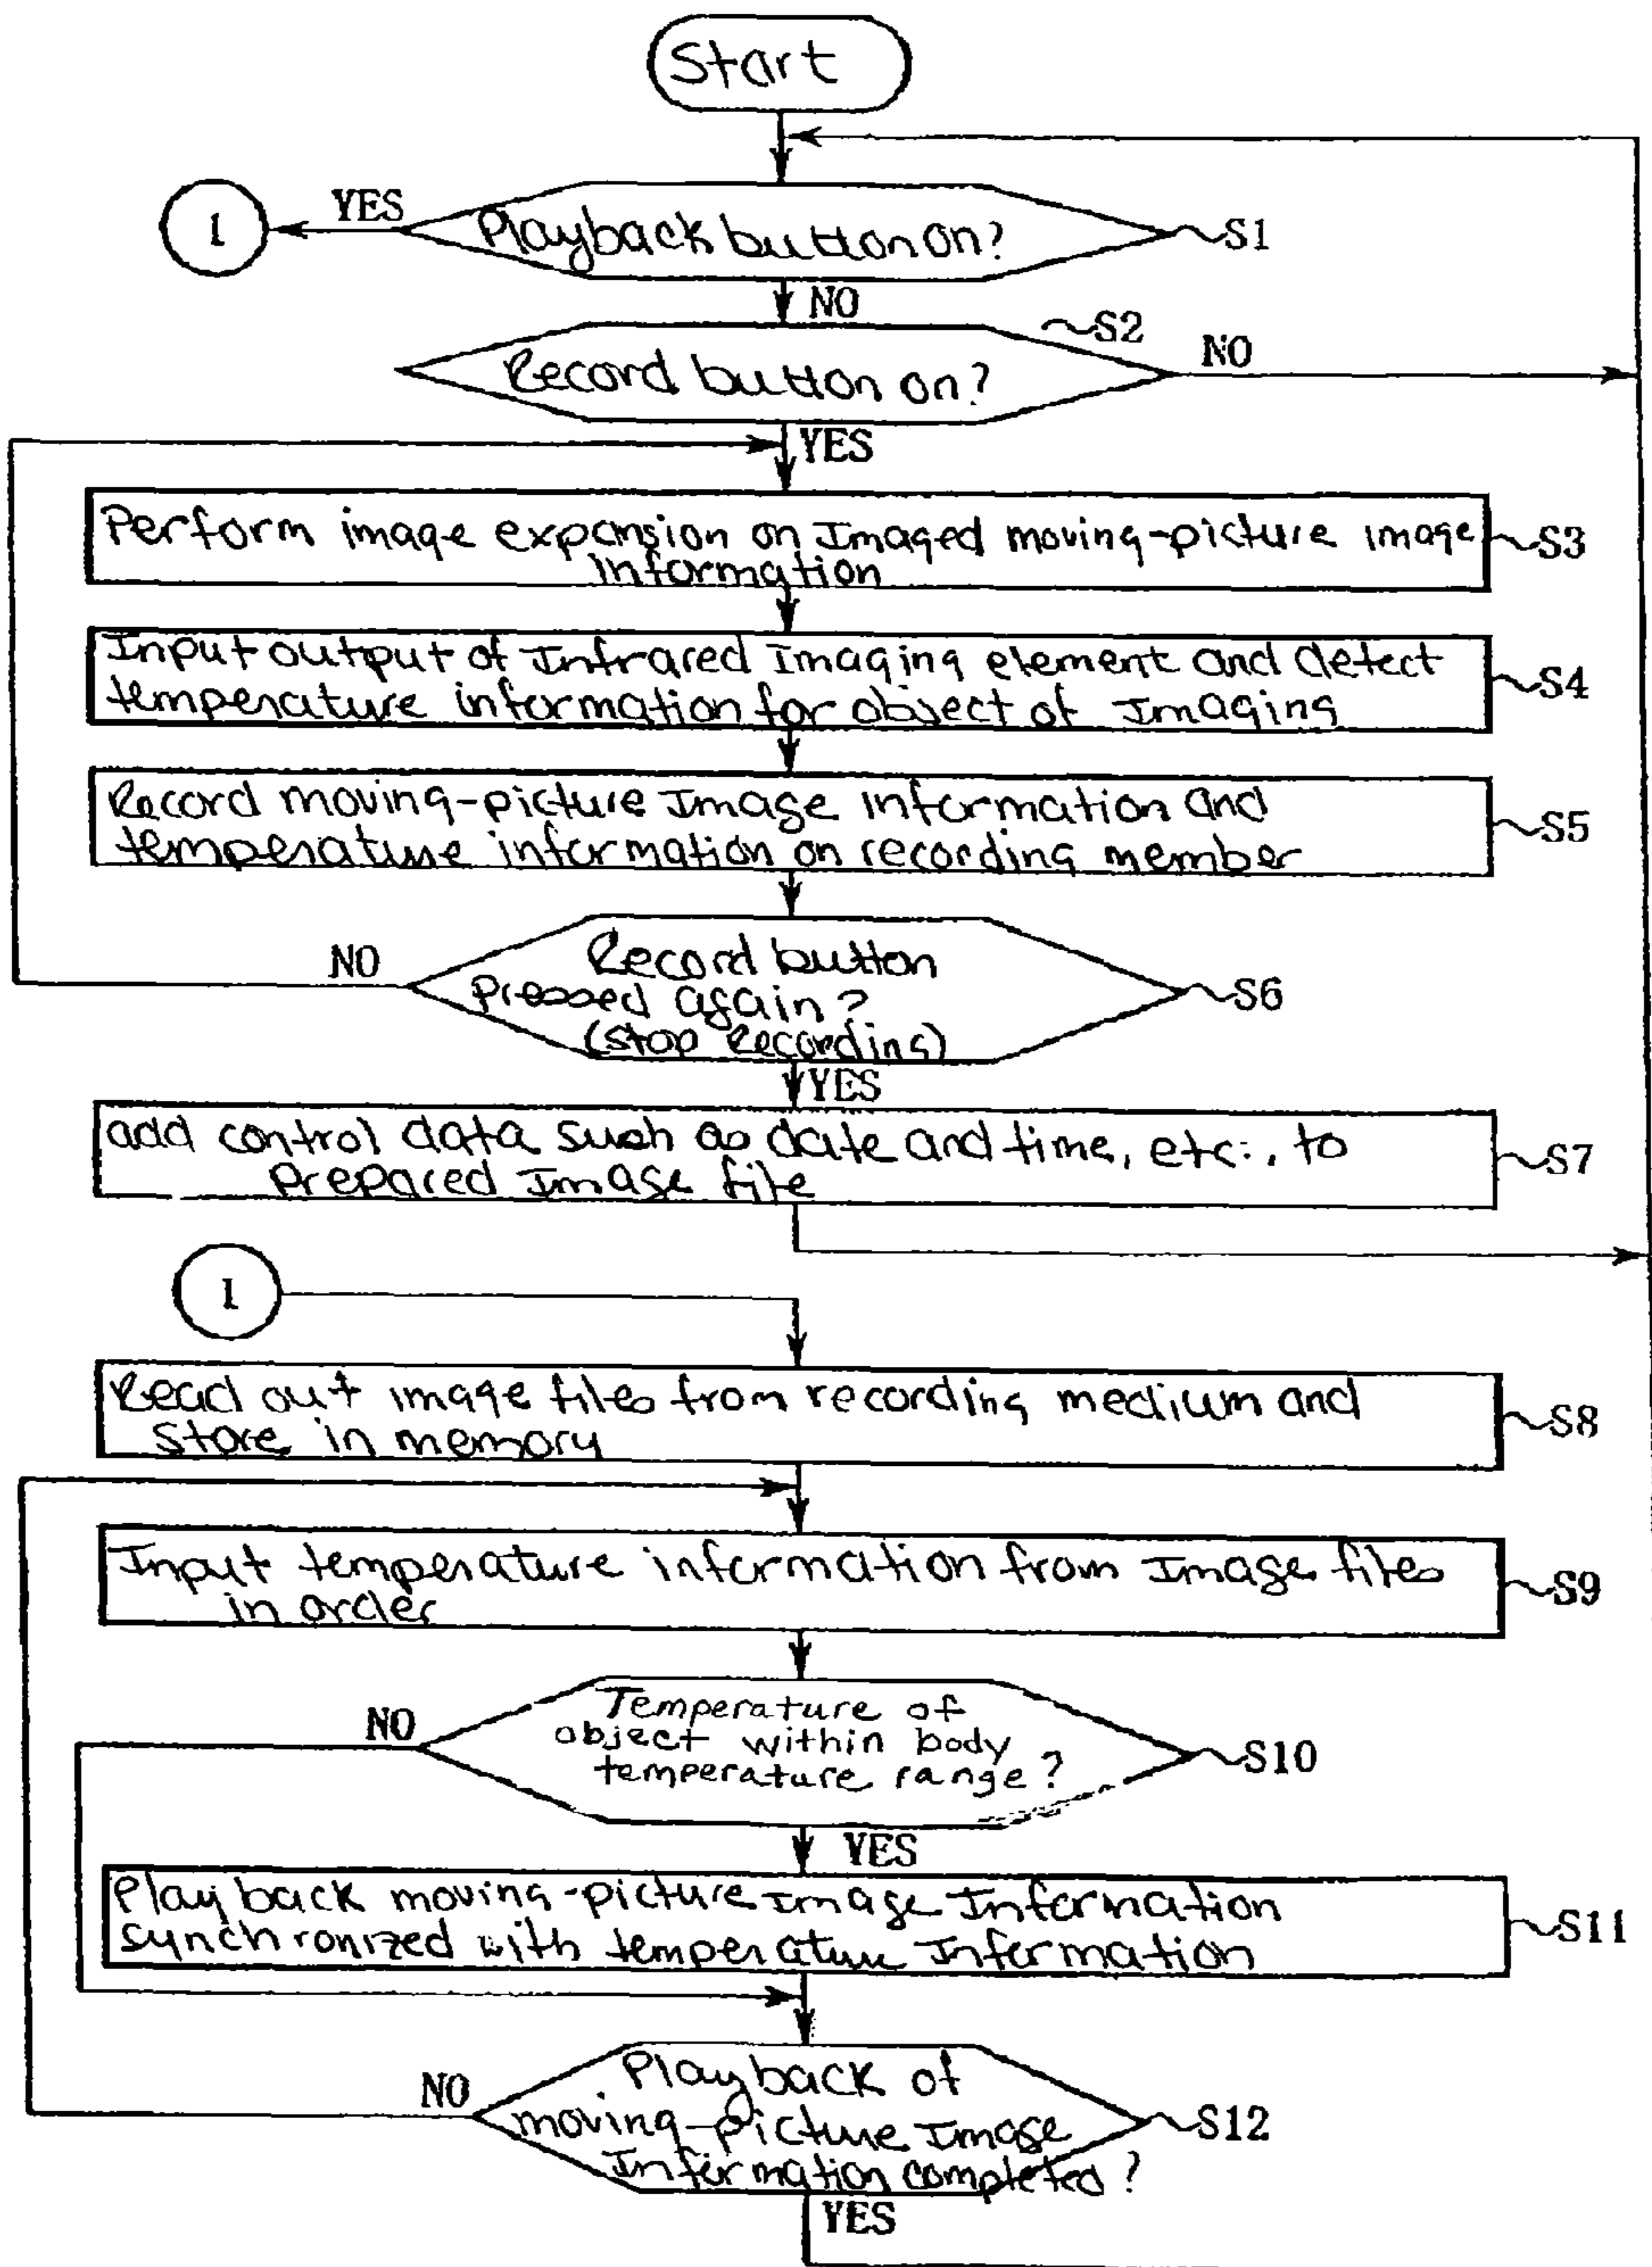 Start
1
YES
Playback button on?
S1
NO
S2
Record button on?
NO
YES
Perform image expansion on Imaged moving-picture image
Information
S3
Input output of Infrared Imaging element and detect
temperature information for object of Imaging
S4
Record moving-picture Image information and
temperature information on recording member
S5
NO
Record button
Pressed again?
(Stop Recording)
S6
YES
add control data such as date and time, etc., to
Prepared Image file
S7
1
Read out image files from recording medium and
store in memory
S8
Input temperature information from Image files
in order
S9
NO
Temperature of
object within body
temperature range?
S10
YES
Playback moving-picture Image Information
synchronized with temperature Information
S11
NO
Playback of
moving-picture Image
Information completed?
S12
YES